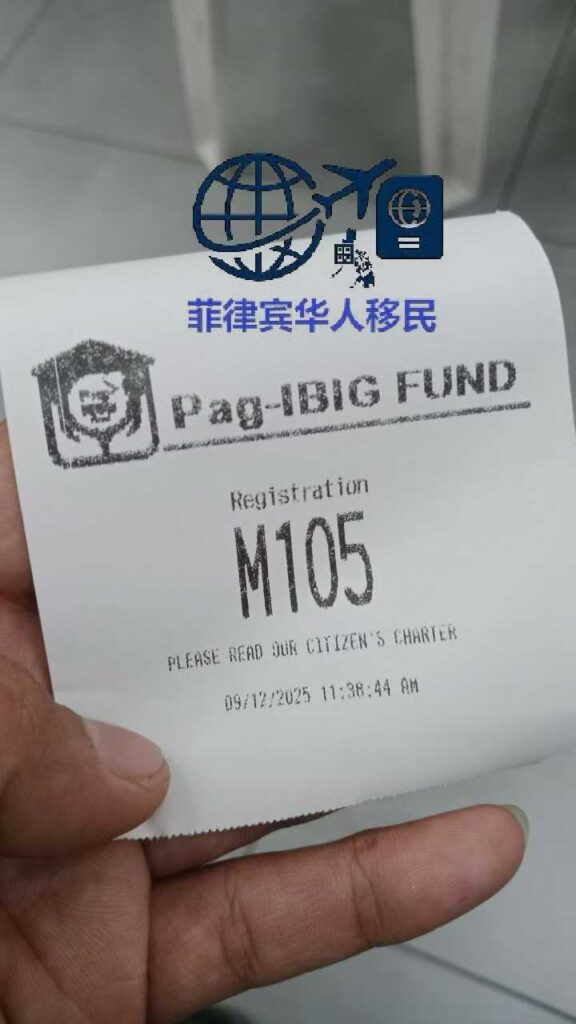 菲律宾华人移民
Pag-IBIG FUND
Registration
M105
PLEASE READ OUR CITIZEN'S CHARTER
09/12/2025 11:38:44 AM